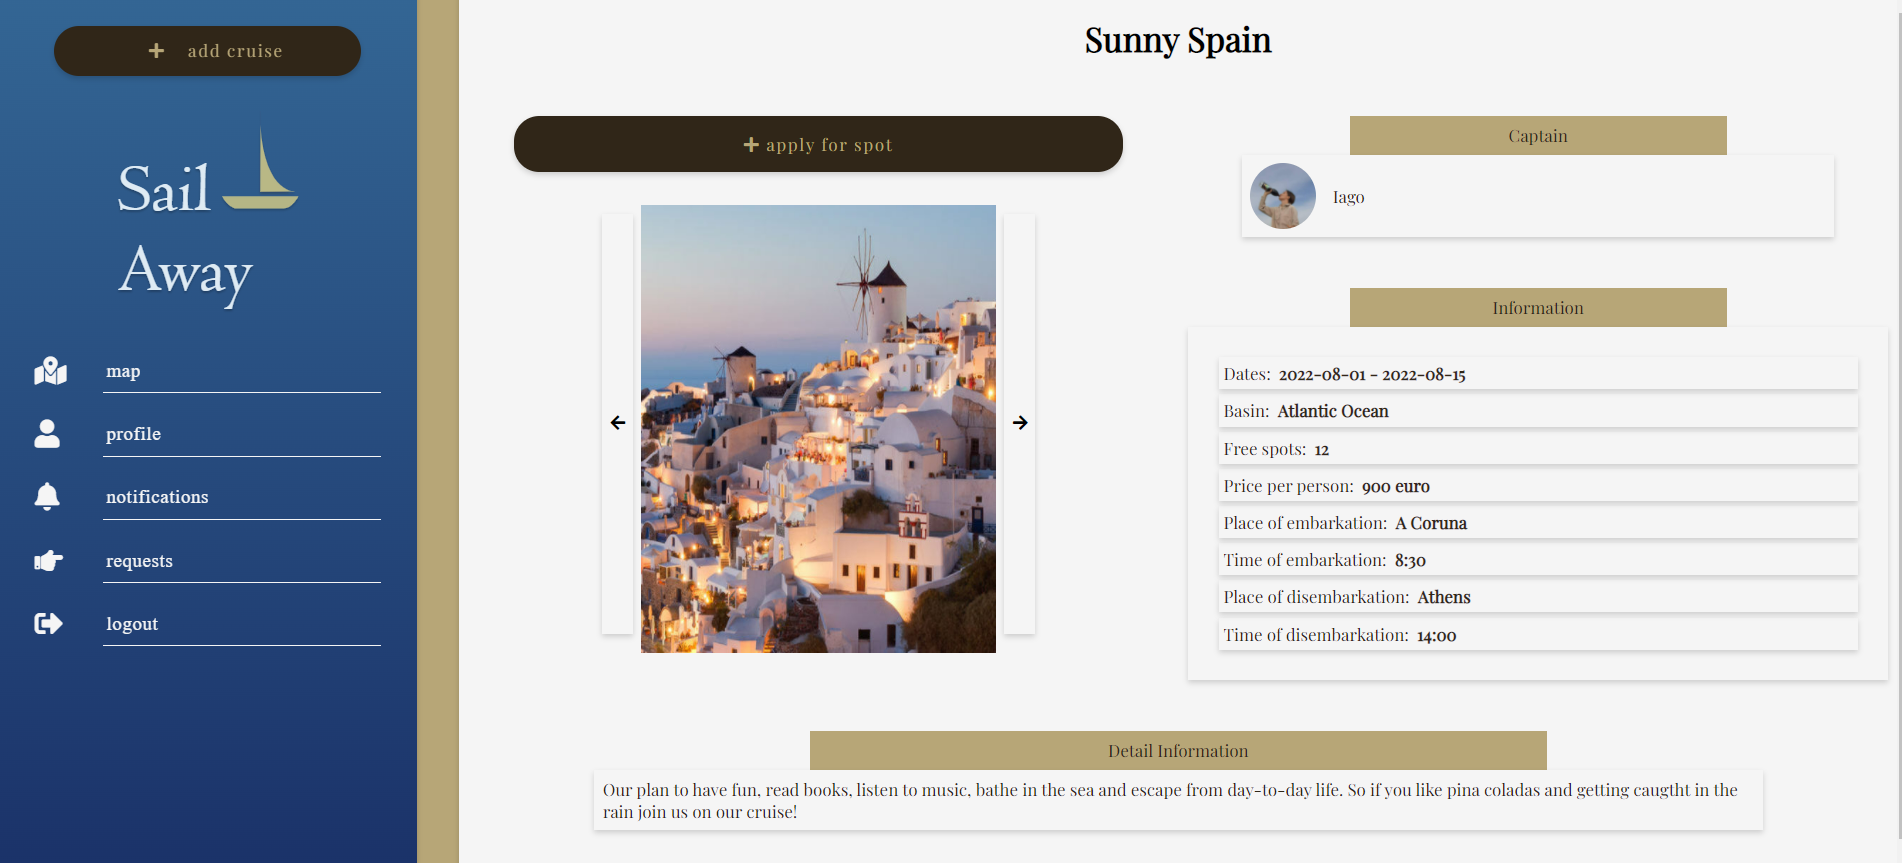 add cruise
Sail
Away
map
profile
notifications
requests
logout
Sunny Spain
apply for spot
Captain
Iago
Information
Dates: 2022-08-01 - 2022-08-15
Basin: Atlantic Ocean
Free spots: 12
Price per person: 900 euro
Place of embarkation: A Coruna
Time of embarkation: 8:30
Place of disembarkation: Athens
Time of disembarkation: 14:00
Detail Information
Our plan to have fun, read books, listen to music, bathe in the sea and escape from day-to-day life. So if you like pina coladas and getting caugtht in the
rain join us on our cruise!